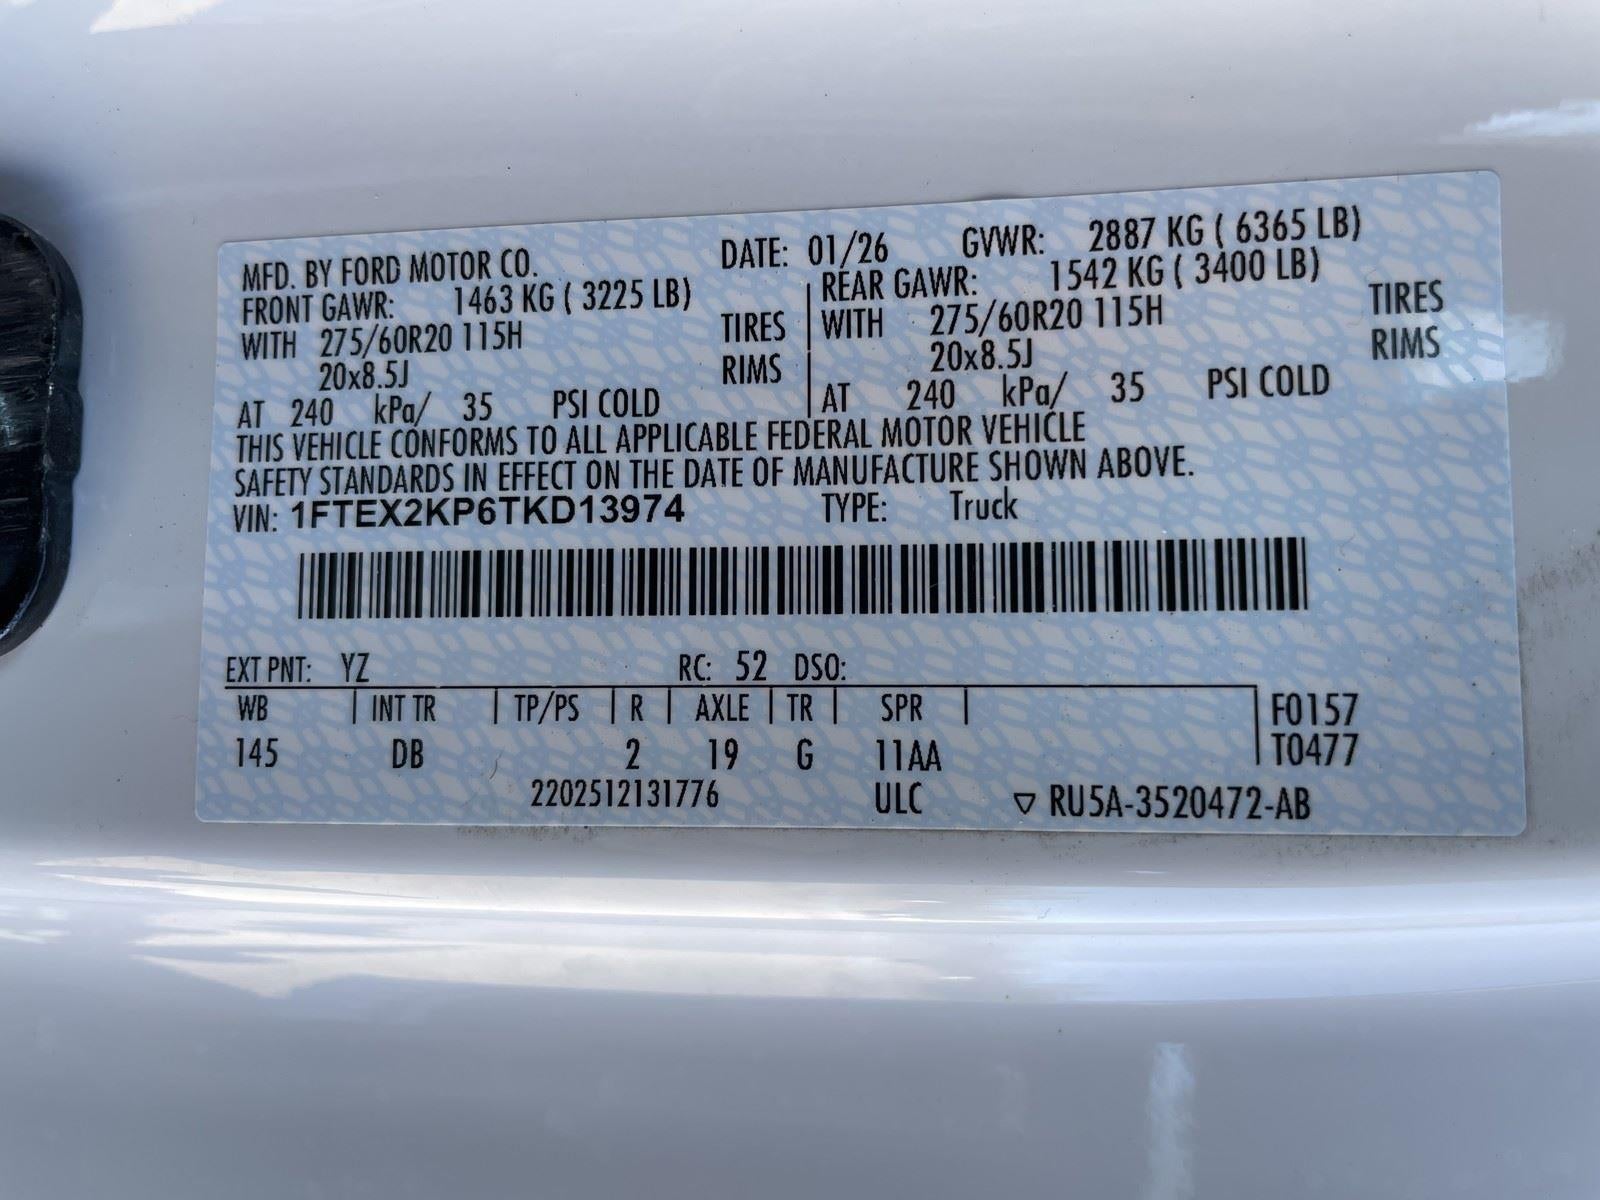 MFD. BY FORD MOTOR CO. DATE: 01/26 GVWR: 2887 KG ( 6365 LB)
FRONT GAWR: 1463 KG ( 3225 LB) REAR GAWR: 1542 KG ( 3400 LB)
WITH 275/60R20 115H TIRES WITH 275/60R20 115H TIRES
20x8.5J RIMS 20x8.5J RIMS
AT 240 kPa/ 35 PSI COLD AT 240 kPa/ 35 PSI COLD
THIS VEHICLE CONFORMS TO ALL APPLICABLE FEDERAL MOTOR VEHICLE
SAFETY STANDARDS IN EFFECT ON THE DATE OF MANUFACTURE SHOWN ABOVE.
VIN: 1FTEX2KP6TKD13974 TYPE: Truck
EXT PNT: YZ RC: 52 DSO:
WB INT TR TP/PS R AXLE TR SPR F0157
145 DB 2 19 G 11AA T0477
2202512131776 ULC ▽ RU5A-3520472-AB